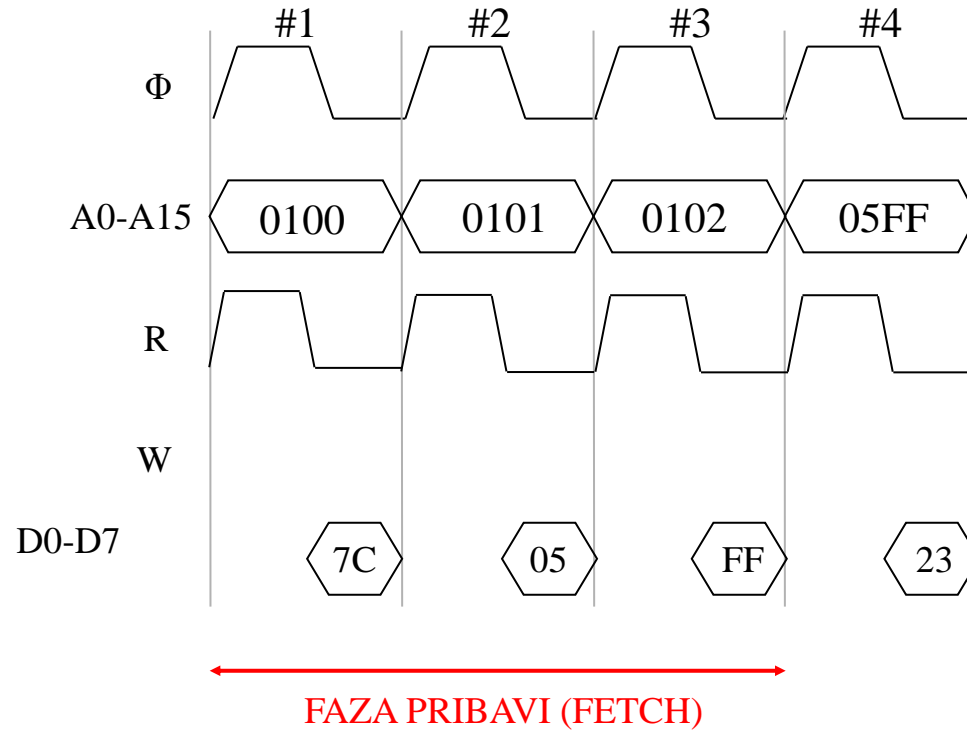 #1 #2 #3 #4
Φ
A0-A15 0100 0101 0102 05FF
R
W
D0-D7 7C 05 FF 23
FAZA PRIBAVI (FETCH)